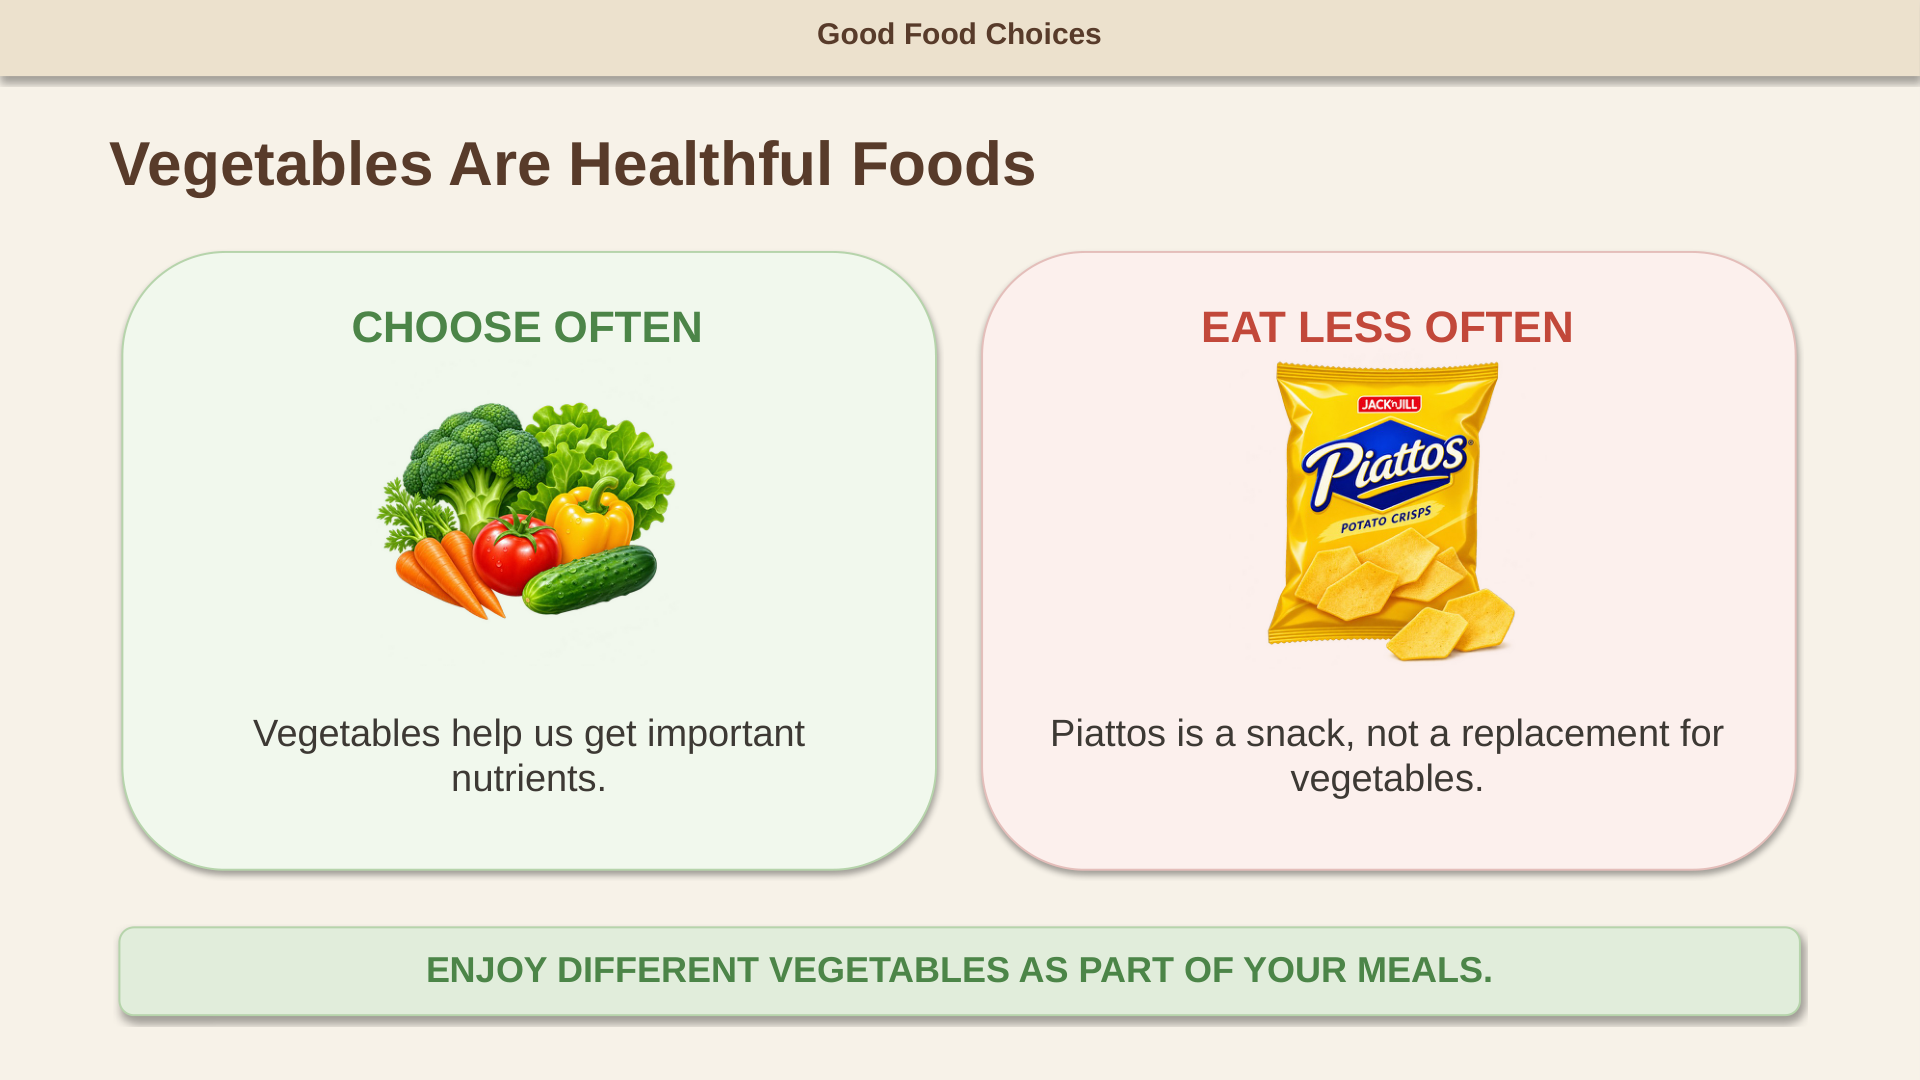 Good Food Choices
Vegetables Are Healthful Foods
CHOOSE OFTEN
Vegetables help us get important
nutrients.
EAT LESS OFTEN
JACK'n JILL
Piattos®
POTATO CRISPS
Piattos is a snack, not a replacement for
vegetables.
ENJOY DIFFERENT VEGETABLES AS PART OF YOUR MEALS.